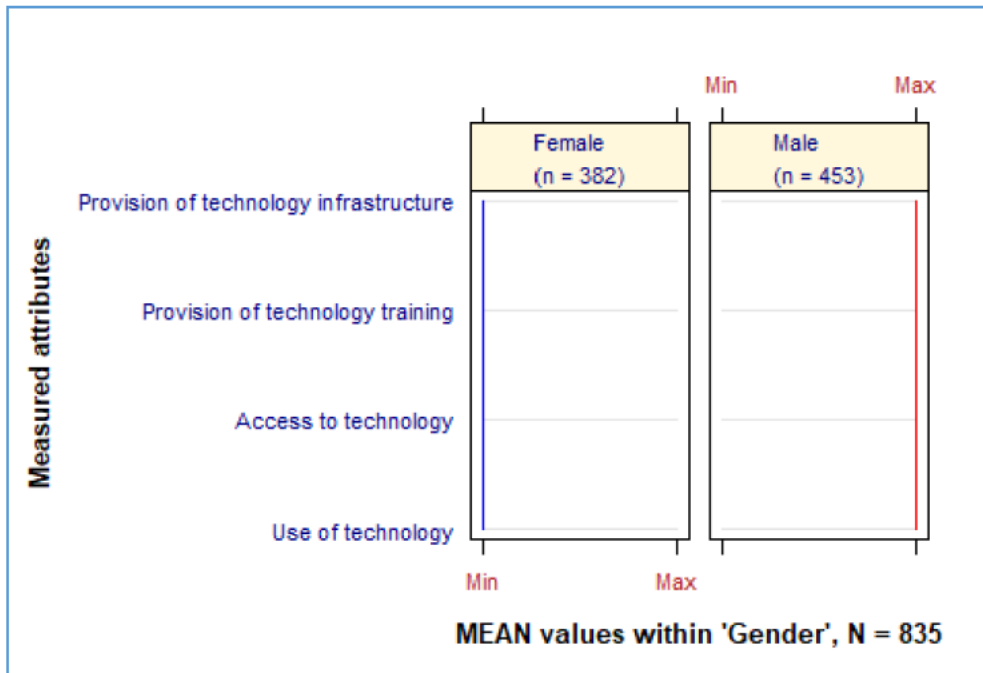 Min Max
Female
(n = 382)
Male
(n = 453)
Measured attributes
Provision of technology infrastructure
Provision of technology training
Access to technology
Use of technology
Min Max
MEAN values within 'Gender', N = 835